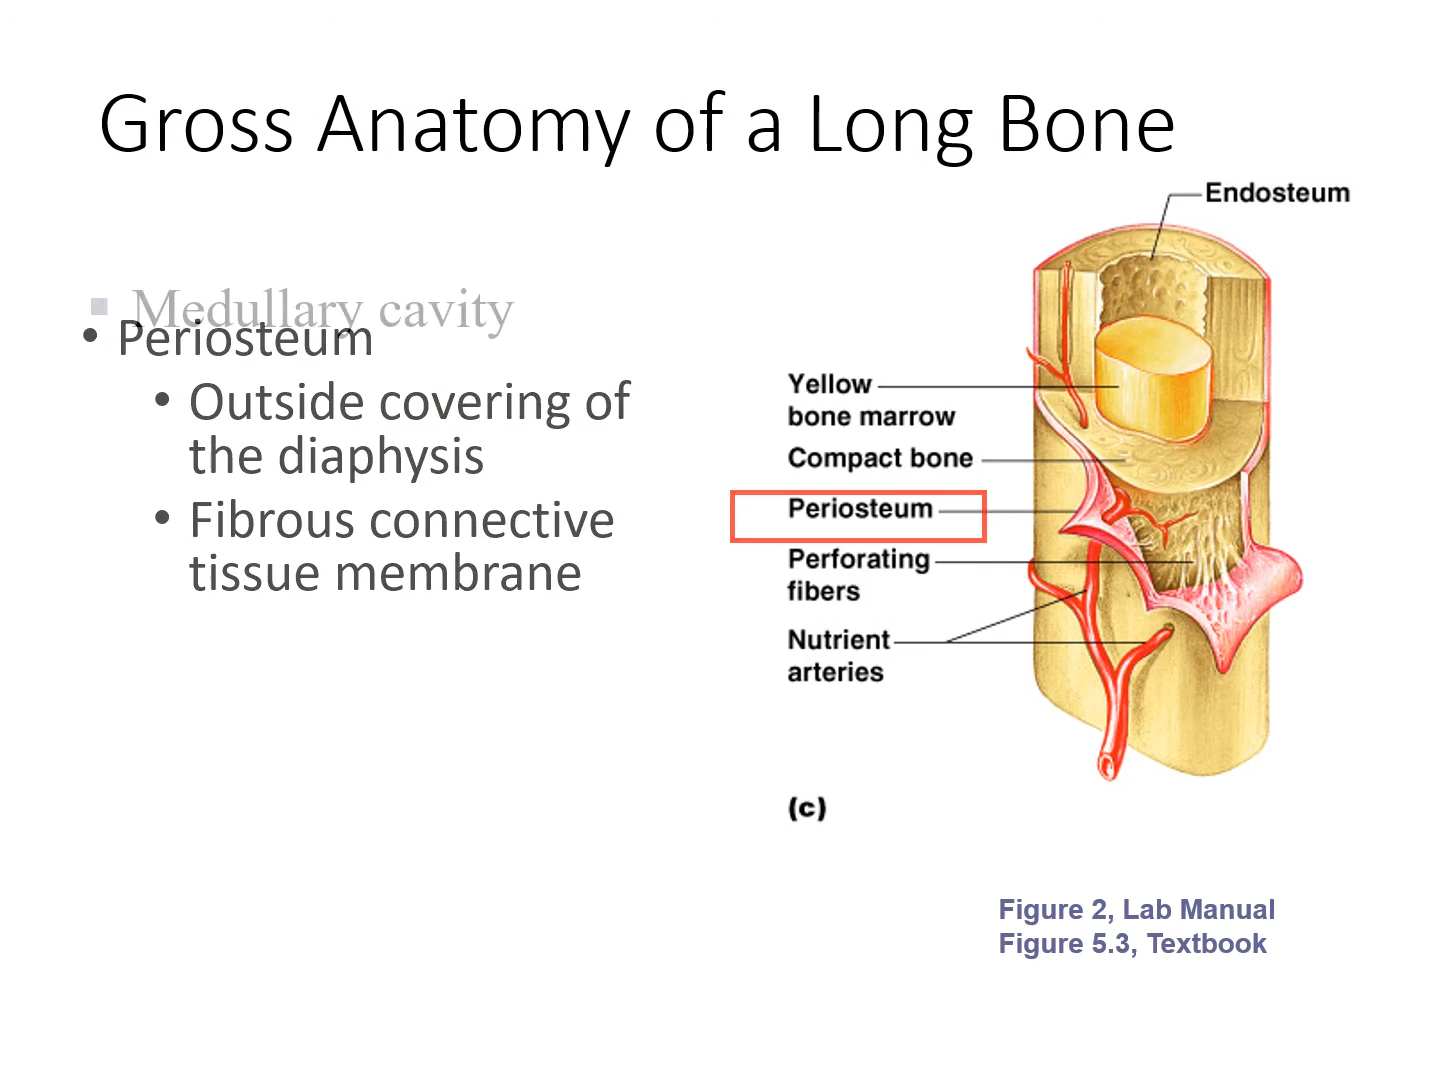 Gross Anatomy of a Long Bone
▪ Medullary cavity
• Periosteum
• Outside covering of
the diaphysis
• Fibrous connective
tissue membrane
Endosteum
Yellow
bone marrow
Compact bone
Periosteum
Perforating
fibers
Nutrient
arteries
(c)
Figure 2, Lab Manual
Figure 5.3, Textbook